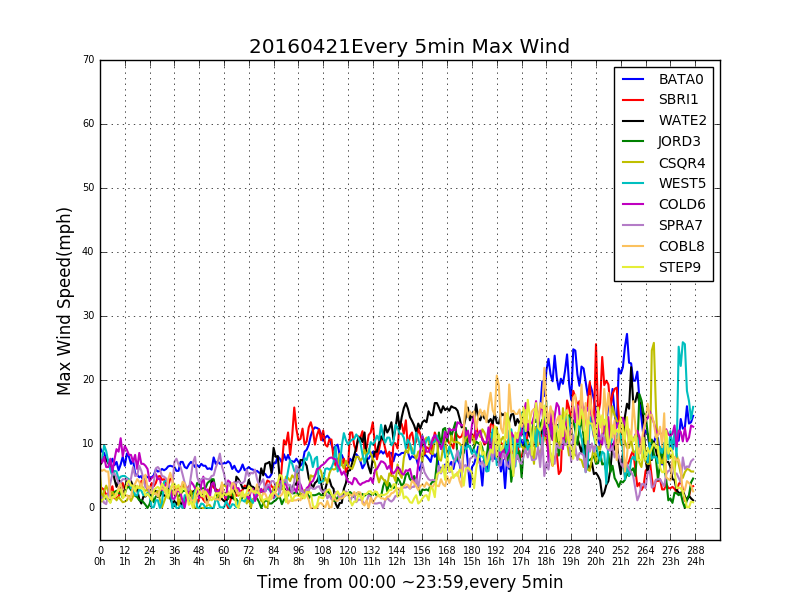 20160421Every 5min Max Wind
70
60
50
40
30
20
10
0
Max Wind Speed(mph)
BATA0
SBRI1
WATE2
JORD3
CSQR4
WEST5
COLD6
SPRA7
COBL8
STEP9
0 12 24 36 48 60 72 84 96 108 120 132 144 156 168 180 192 204 216 228 240 252 264 276 288
0h 1h 2h 3h 4h 5h 6h 7h 8h 9h 10h 11h 12h 13h 14h 15h 16h 17h 18h 19h 20h 21h 22h 23h 24h
Time from 00:00 ~23:59,every 5min